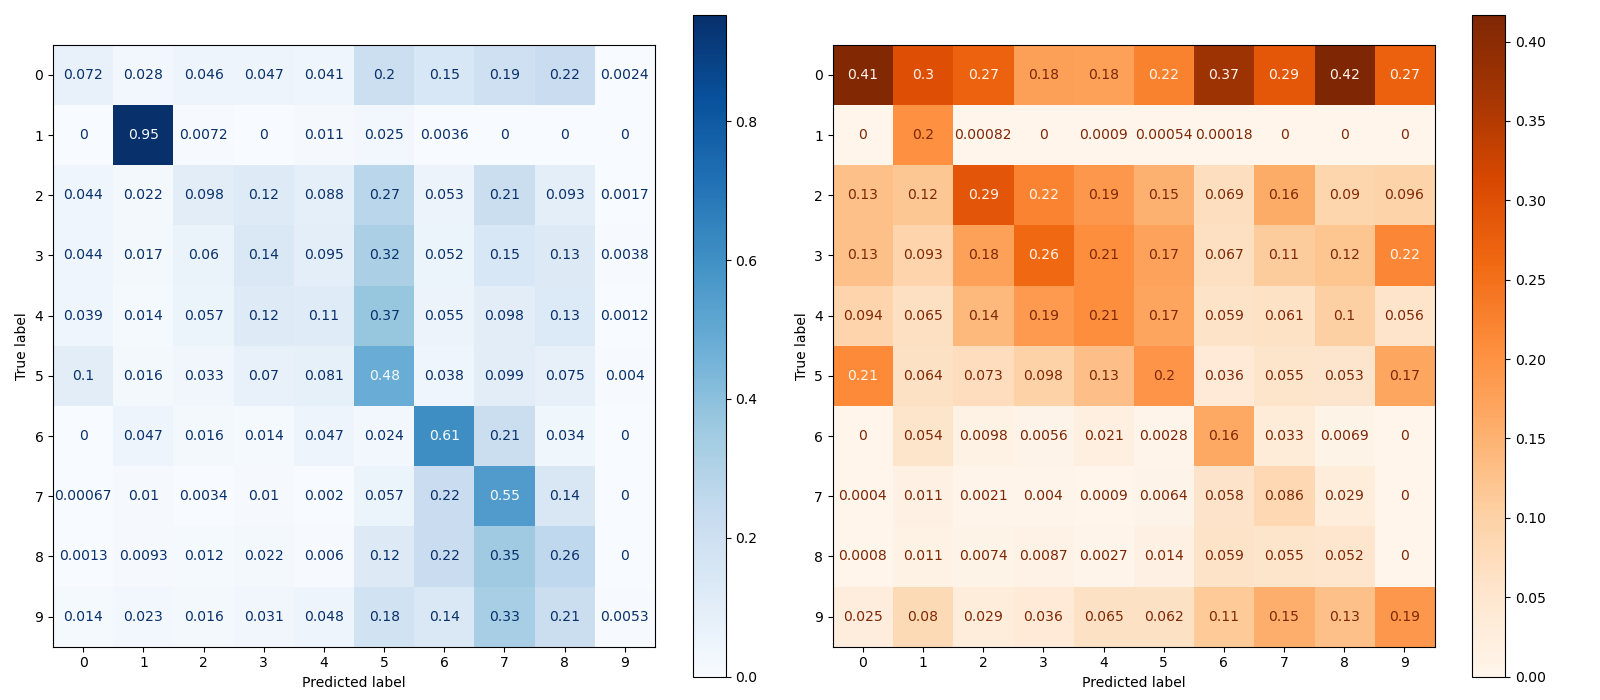 0 0.072 0.028 0.046 0.047 0.041 0.2 0.15 0.19 0.22 0.0024
1 0 0.95 0.0072 0 0.011 0.025 0.0036 0 0 0
2 0.044 0.022 0.098 0.12 0.088 0.27 0.053 0.21 0.093 0.0017
3 0.044 0.017 0.06 0.14 0.095 0.32 0.052 0.15 0.13 0.0038
4 0.039 0.014 0.057 0.12 0.11 0.37 0.055 0.098 0.13 0.0012
5 0.1 0.016 0.033 0.07 0.081 0.48 0.038 0.099 0.075 0.004
6 0 0.047 0.016 0.014 0.047 0.024 0.61 0.21 0.034 0
7 0.00067 0.01 0.0034 0.01 0.002 0.057 0.22 0.55 0.14 0
8 0.0013 0.0093 0.012 0.022 0.006 0.12 0.22 0.35 0.26 0
9 0.014 0.023 0.016 0.031 0.048 0.18 0.14 0.33 0.21 0.0053
0 1 2 3 4 5 6 7 8 9
Predicted label
True label
0.8
0.6
0.4
0.2
0.0
0 0.41 0.3 0.27 0.18 0.18 0.22 0.37 0.29 0.42 0.27
1 0 0.2 0.00082 0 0.0009 0.00054 0.00018 0 0 0
2 0.13 0.12 0.29 0.22 0.19 0.15 0.069 0.16 0.09 0.096
3 0.13 0.093 0.18 0.26 0.21 0.17 0.067 0.11 0.12 0.22
4 0.094 0.065 0.14 0.19 0.21 0.17 0.059 0.061 0.1 0.056
5 0.21 0.064 0.073 0.098 0.13 0.2 0.036 0.055 0.053 0.17
6 0 0.054 0.0098 0.0056 0.021 0.0028 0.16 0.033 0.0069 0
7 0.0004 0.011 0.0021 0.004 0.0009 0.0064 0.058 0.086 0.029 0
8 0.0008 0.011 0.0074 0.0087 0.0027 0.014 0.059 0.055 0.052 0
9 0.025 0.08 0.029 0.036 0.065 0.062 0.11 0.15 0.13 0.19
0 1 2 3 4 5 6 7 8 9
Predicted label
True label
0.40
0.35
0.30
0.25
0.20
0.15
0.10
0.05
0.00